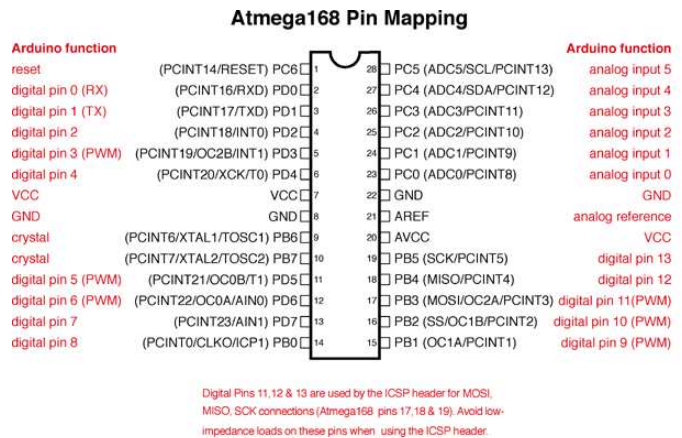 Atmega168 Pin Mapping
Arduino function Arduino function
reset (PCINT14/RESET) PC6 1 28 PC5 (ADC5/SCL/PCINT13) analog input 5
digital pin 0 (RX) (PCINT16/RXD) PD0 2 27 PC4 (ADC4/SDA/PCINT12) analog input 4
digital pin 1 (TX) (PCINT17/TXD) PD1 3 26 PC3 (ADC3/PCINT11) analog input 3
digital pin 2 (PCINT18/INT0) PD2 4 25 PC2 (ADC2/PCINT10) analog input 2
digital pin 3 (PWM) (PCINT19/OC2B/INT1) PD3 5 24 PC1 (ADC1/PCINT9) analog input 1
digital pin 4 (PCINT20/XCK/T0) PD4 6 23 PC0 (ADC0/PCINT8) analog input 0
VCC VCC 7 22 GND GND
GND GND 8 21 AREF analog reference
crystal (PCINT6/XTAL1/TOSC1) PB6 9 20 AVCC VCC
crystal (PCINT7/XTAL2/TOSC2) PB7 10 19 PB5 (SCK/PCINT5) digital pin 13
digital pin 5 (PWM) (PCINT21/OC0B/T1) PD5 11 18 PB4 (MISO/PCINT4) digital pin 12
digital pin 6 (PWM) (PCINT22/OC0A/AIN0) PD6 12 17 PB3 (MOSI/OC2A/PCINT3) digital pin 11(PWM)
digital pin 7 (PCINT23/AIN1) PD7 13 16 PB2 (SS/OC1B/PCINT2) digital pin 10 (PWM)
digital pin 8 (PCINT0/CLKO/ICP1) PB0 14 15 PB1 (OC1A/PCINT1) digital pin 9 (PWM)
Digital Pins 11,12 & 13 are used by the ICSP header for MOSI,
MISO, SCK connections (Atmega168 pins 17,18 & 19). Avoid low-
impedance loads on these pins when using the ICSP header.